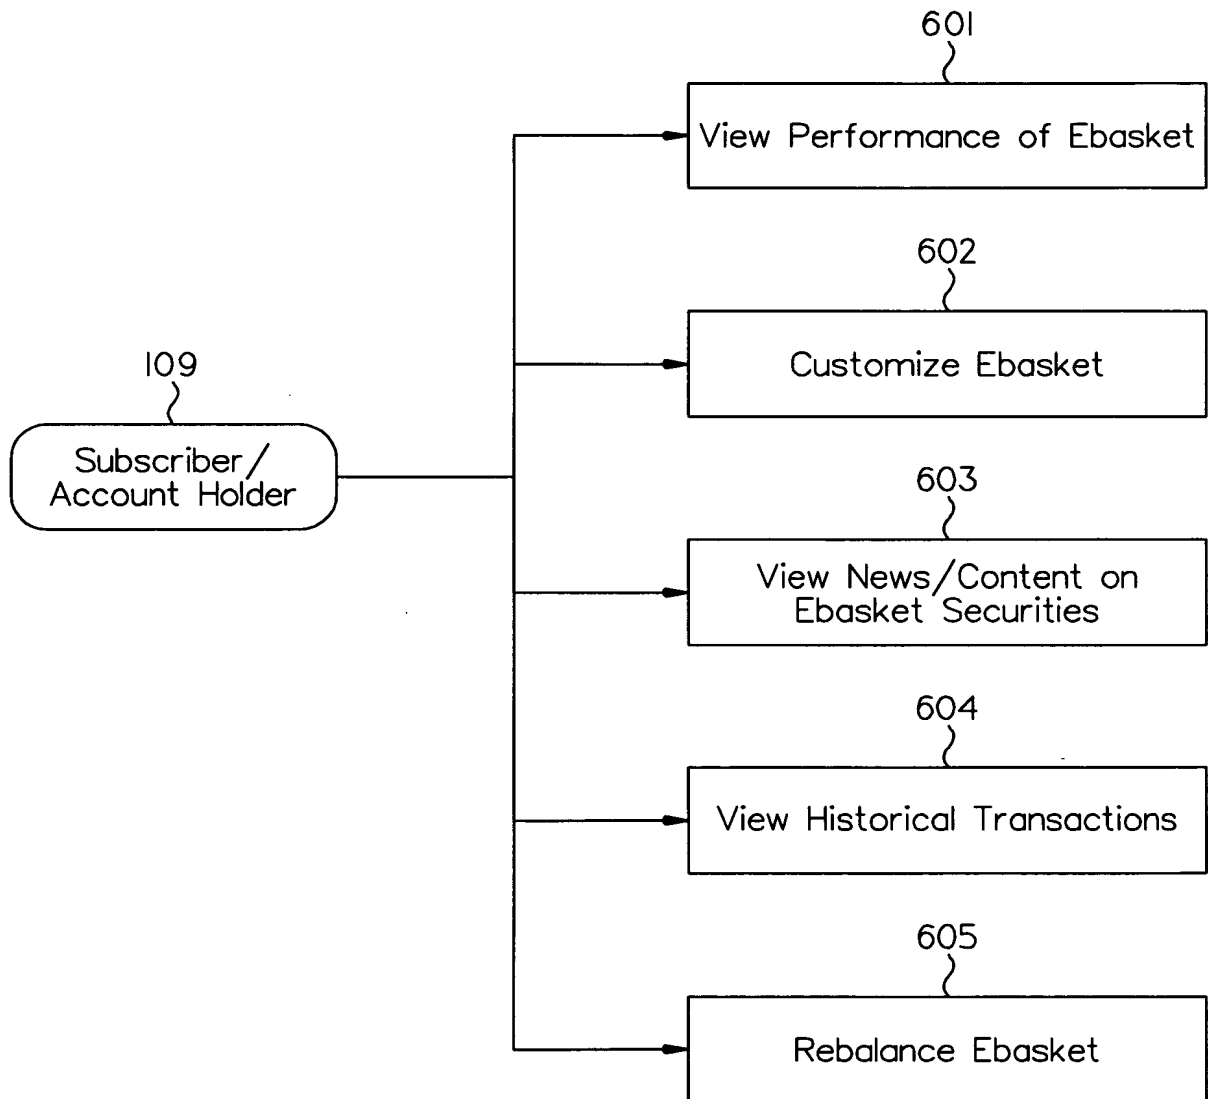 601
View Performance of Ebasket
602
Customize Ebasket
109
Subscriber/
Account Holder
603
View News/Content on
Ebasket Securities
604
View Historical Transactions
605
Rebalance Ebasket